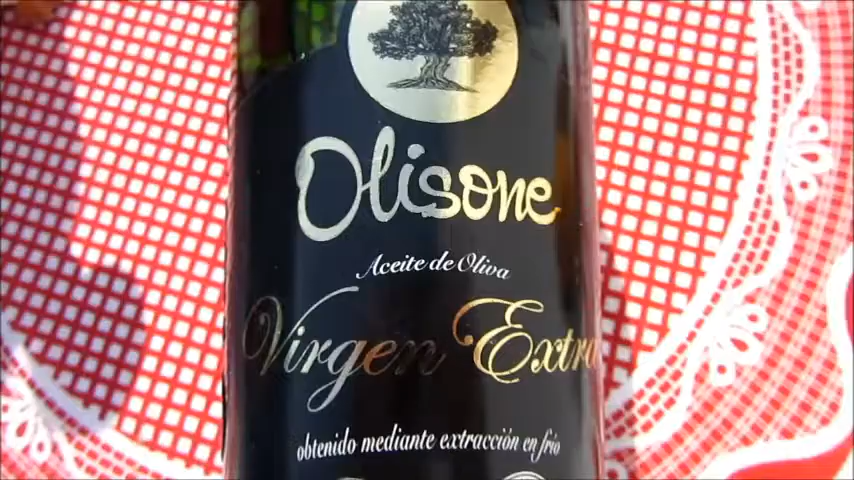 Olisone
Aceite de Oliva
Virgen Extra
obtenido mediante extracción en frío